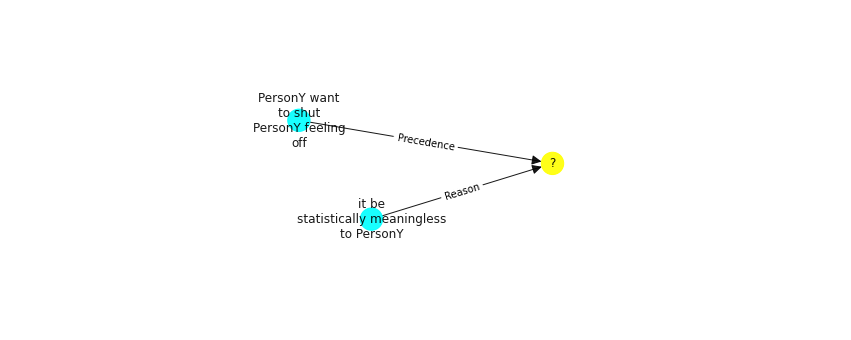 PersonY want
to shut
PersonY feeling
off
Precedence
?
Reason
it be
statistically meaningless
to PersonY